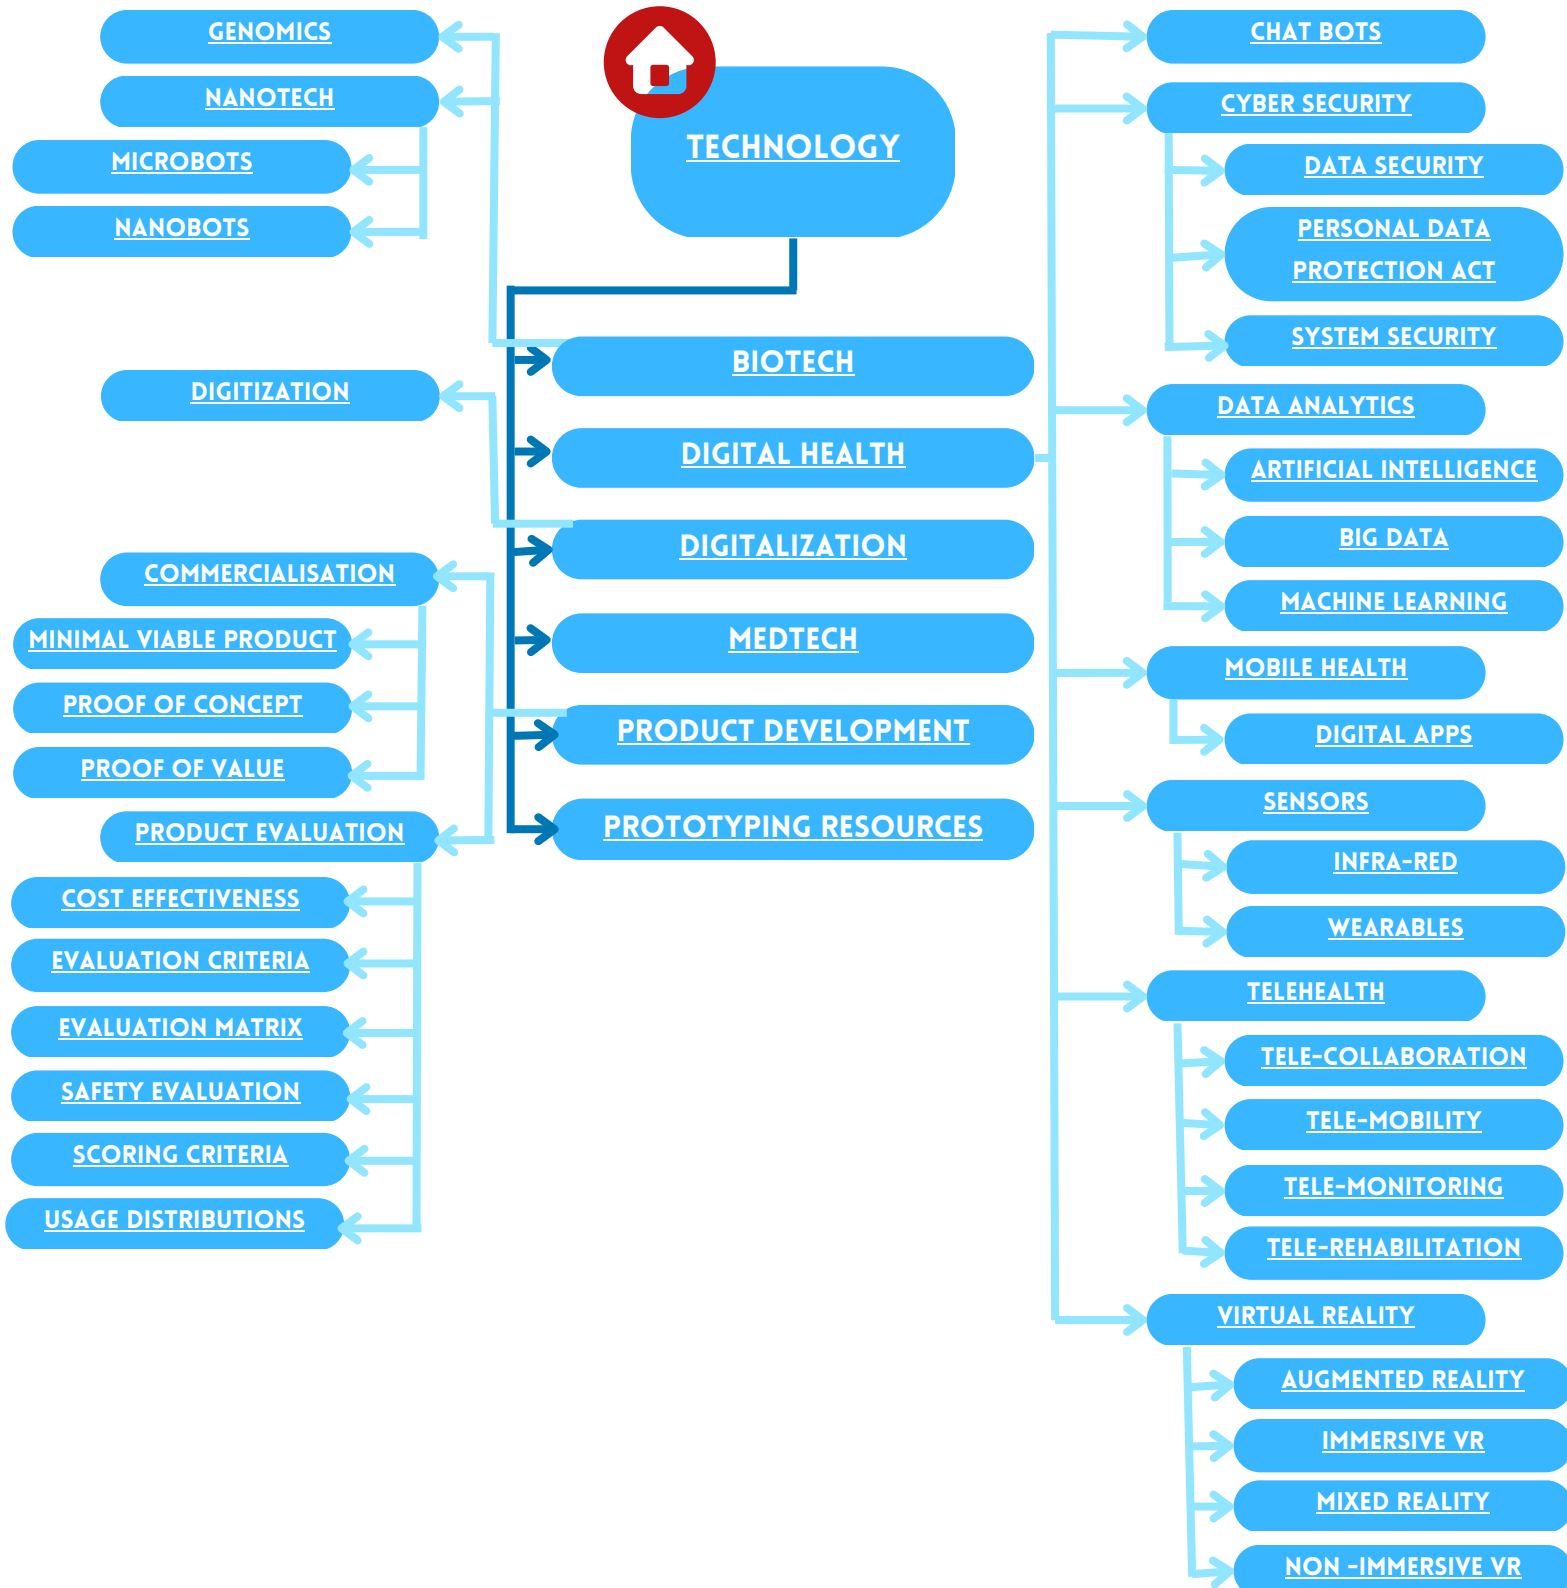 TECHNOLOGY
BIOTECH
DIGITAL HEALTH
DIGITALIZATION
MEDTECH
PRODUCT DEVELOPMENT
PROTOTYPING RESOURCES
GENOMICS
NANOTECH
MICROBOTS
NANOBOTS
DIGITIZATION
COMMERCIALISATION
MINIMAL VIABLE PRODUCT
PROOF OF CONCEPT
PROOF OF VALUE
PRODUCT EVALUATION
COST EFFECTIVENESS
EVALUATION CRITERIA
EVALUATION MATRIX
SAFETY EVALUATION
SCORING CRITERIA
USAGE DISTRIBUTIONS
CHAT BOTS
CYBER SECURITY
DATA SECURITY
PERSONAL DATA
PROTECTION ACT
SYSTEM SECURITY
DATA ANALYTICS
ARTIFICIAL INTELLIGENCE
BIG DATA
MACHINE LEARNING
MOBILE HEALTH
DIGITAL APPS
SENSORS
INFRA-RED
WEARABLES
TELEHEALTH
TELE-COLLABORATION
TELE-MOBILITY
TELE-MONITORING
TELE-REHABILITATION
VIRTUAL REALITY
AUGMENTED REALITY
IMMERSIVE VR
MIXED REALITY
NON -IMMERSIVE VR